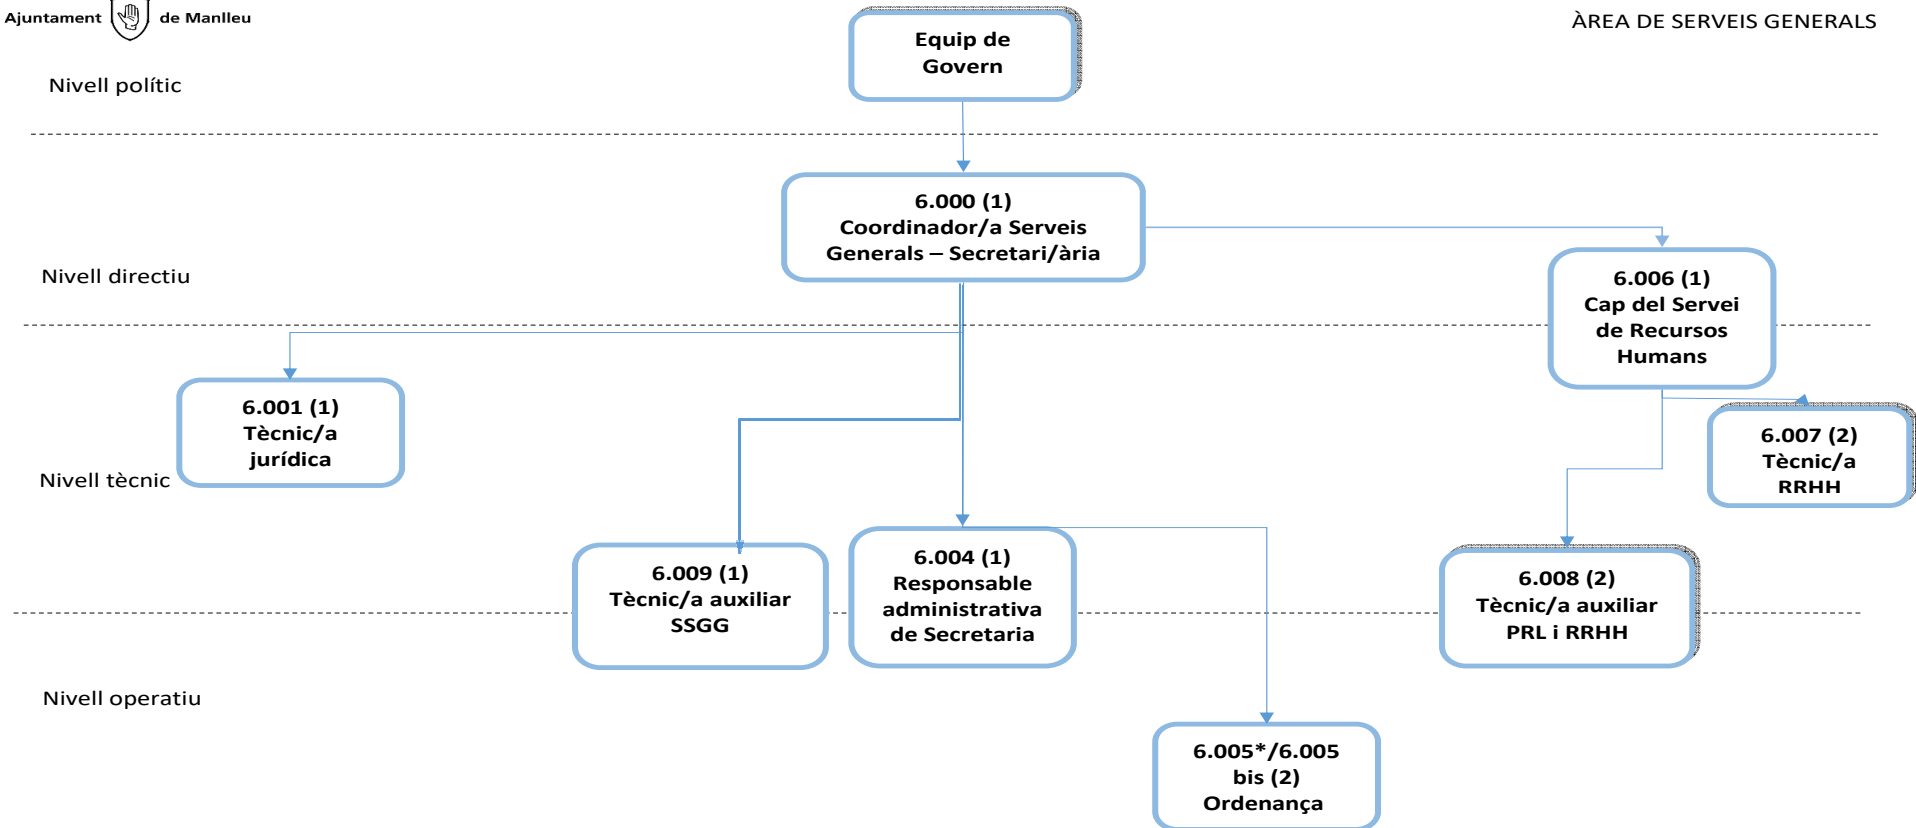 Ajuntament de Manlleu
ÀREA DE SERVEIS GENERALS
Equip de
Govern
Nivell polític
6.000 (1)
Coordinador/a Serveis
Generals – Secretari/ària
Nivell directiu
6.006 (1)
Cap del Servei
de Recursos
Humans
6.001 (1)
Tècnic/a
jurídica
6.007 (2)
Tècnic/a
RRHH
Nivell tècnic
6.009 (1)
Tècnic/a auxiliar
SSGG
6.004 (1)
Responsable
administrativa
de Secretaria
6.008 (2)
Tècnic/a auxiliar
PRL i RRHH
Nivell operatiu
6.005*/6.005
bis (2)
Ordenança